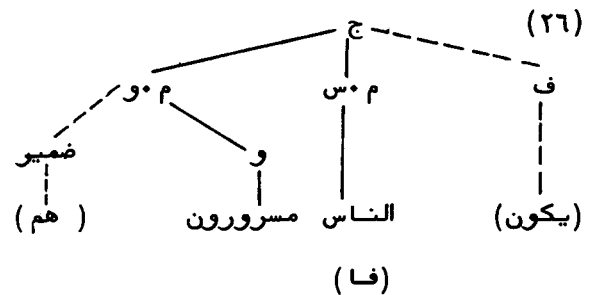 (٢٦)
ج
ف م.س م.و
و ضمير
(يكون) الناس مسرورون (هم)
(فا)